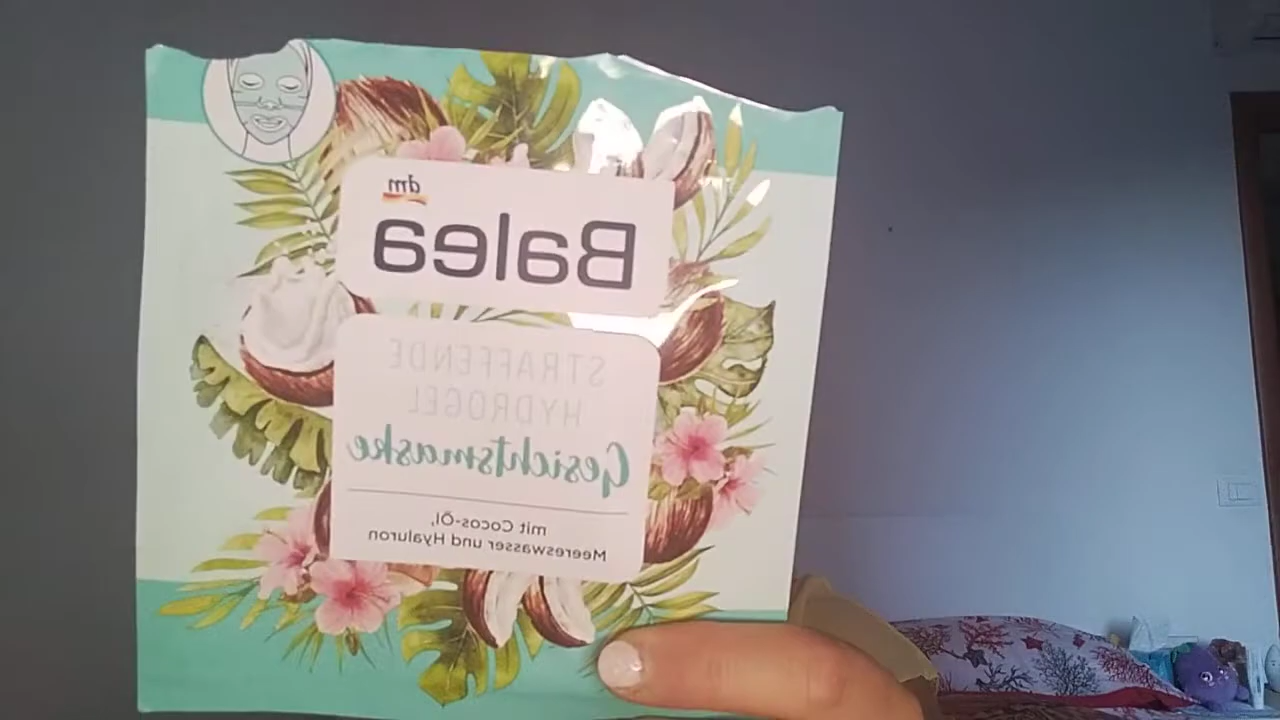 dm
Balea
STRAFFENDE
HYDROGEL
Gesichtsmaske
mit Cocos-Öl,
Meereswasser und Hyaluron